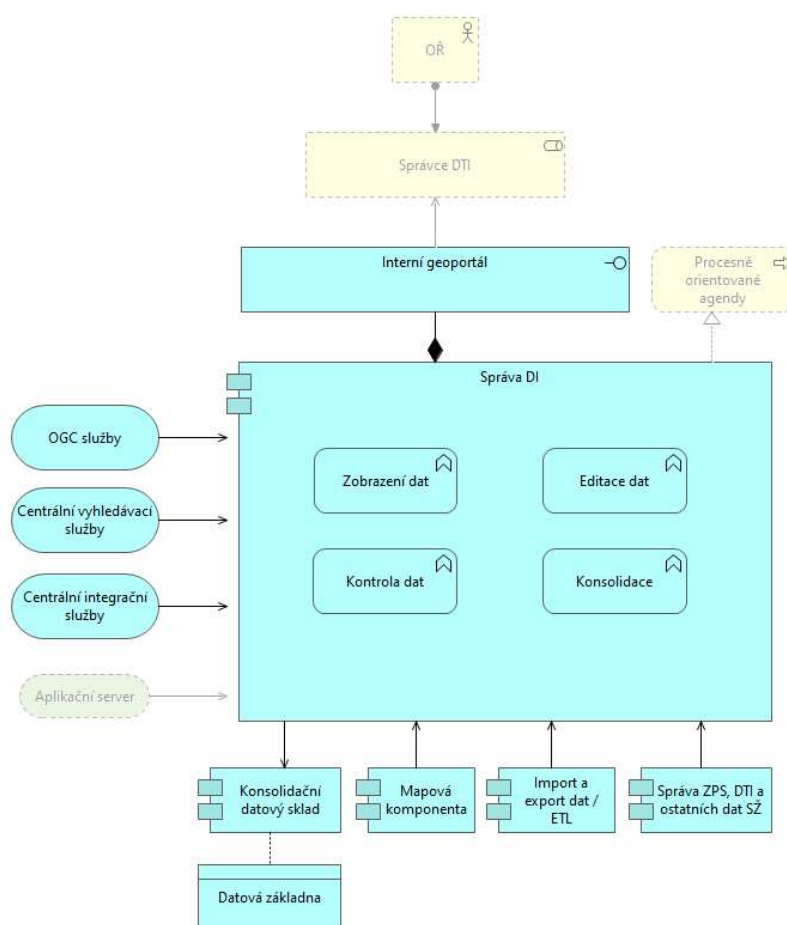 OŘ
Správce DTI
Interní geoportál
Procesně
orientované
agendy
Správa DI
OGC služby
Zobrazení dat
Editace dat
Centrální vyhledávací
služby
Kontrola dat
Konsolidace
Centrální integrační
služby
Aplikační server
Konsolidační
datový sklad
Mapová
komponenta
Import a
export dat /
ETL
Správa ZPS, DTI a
ostatních dat SŽ
Datová základna